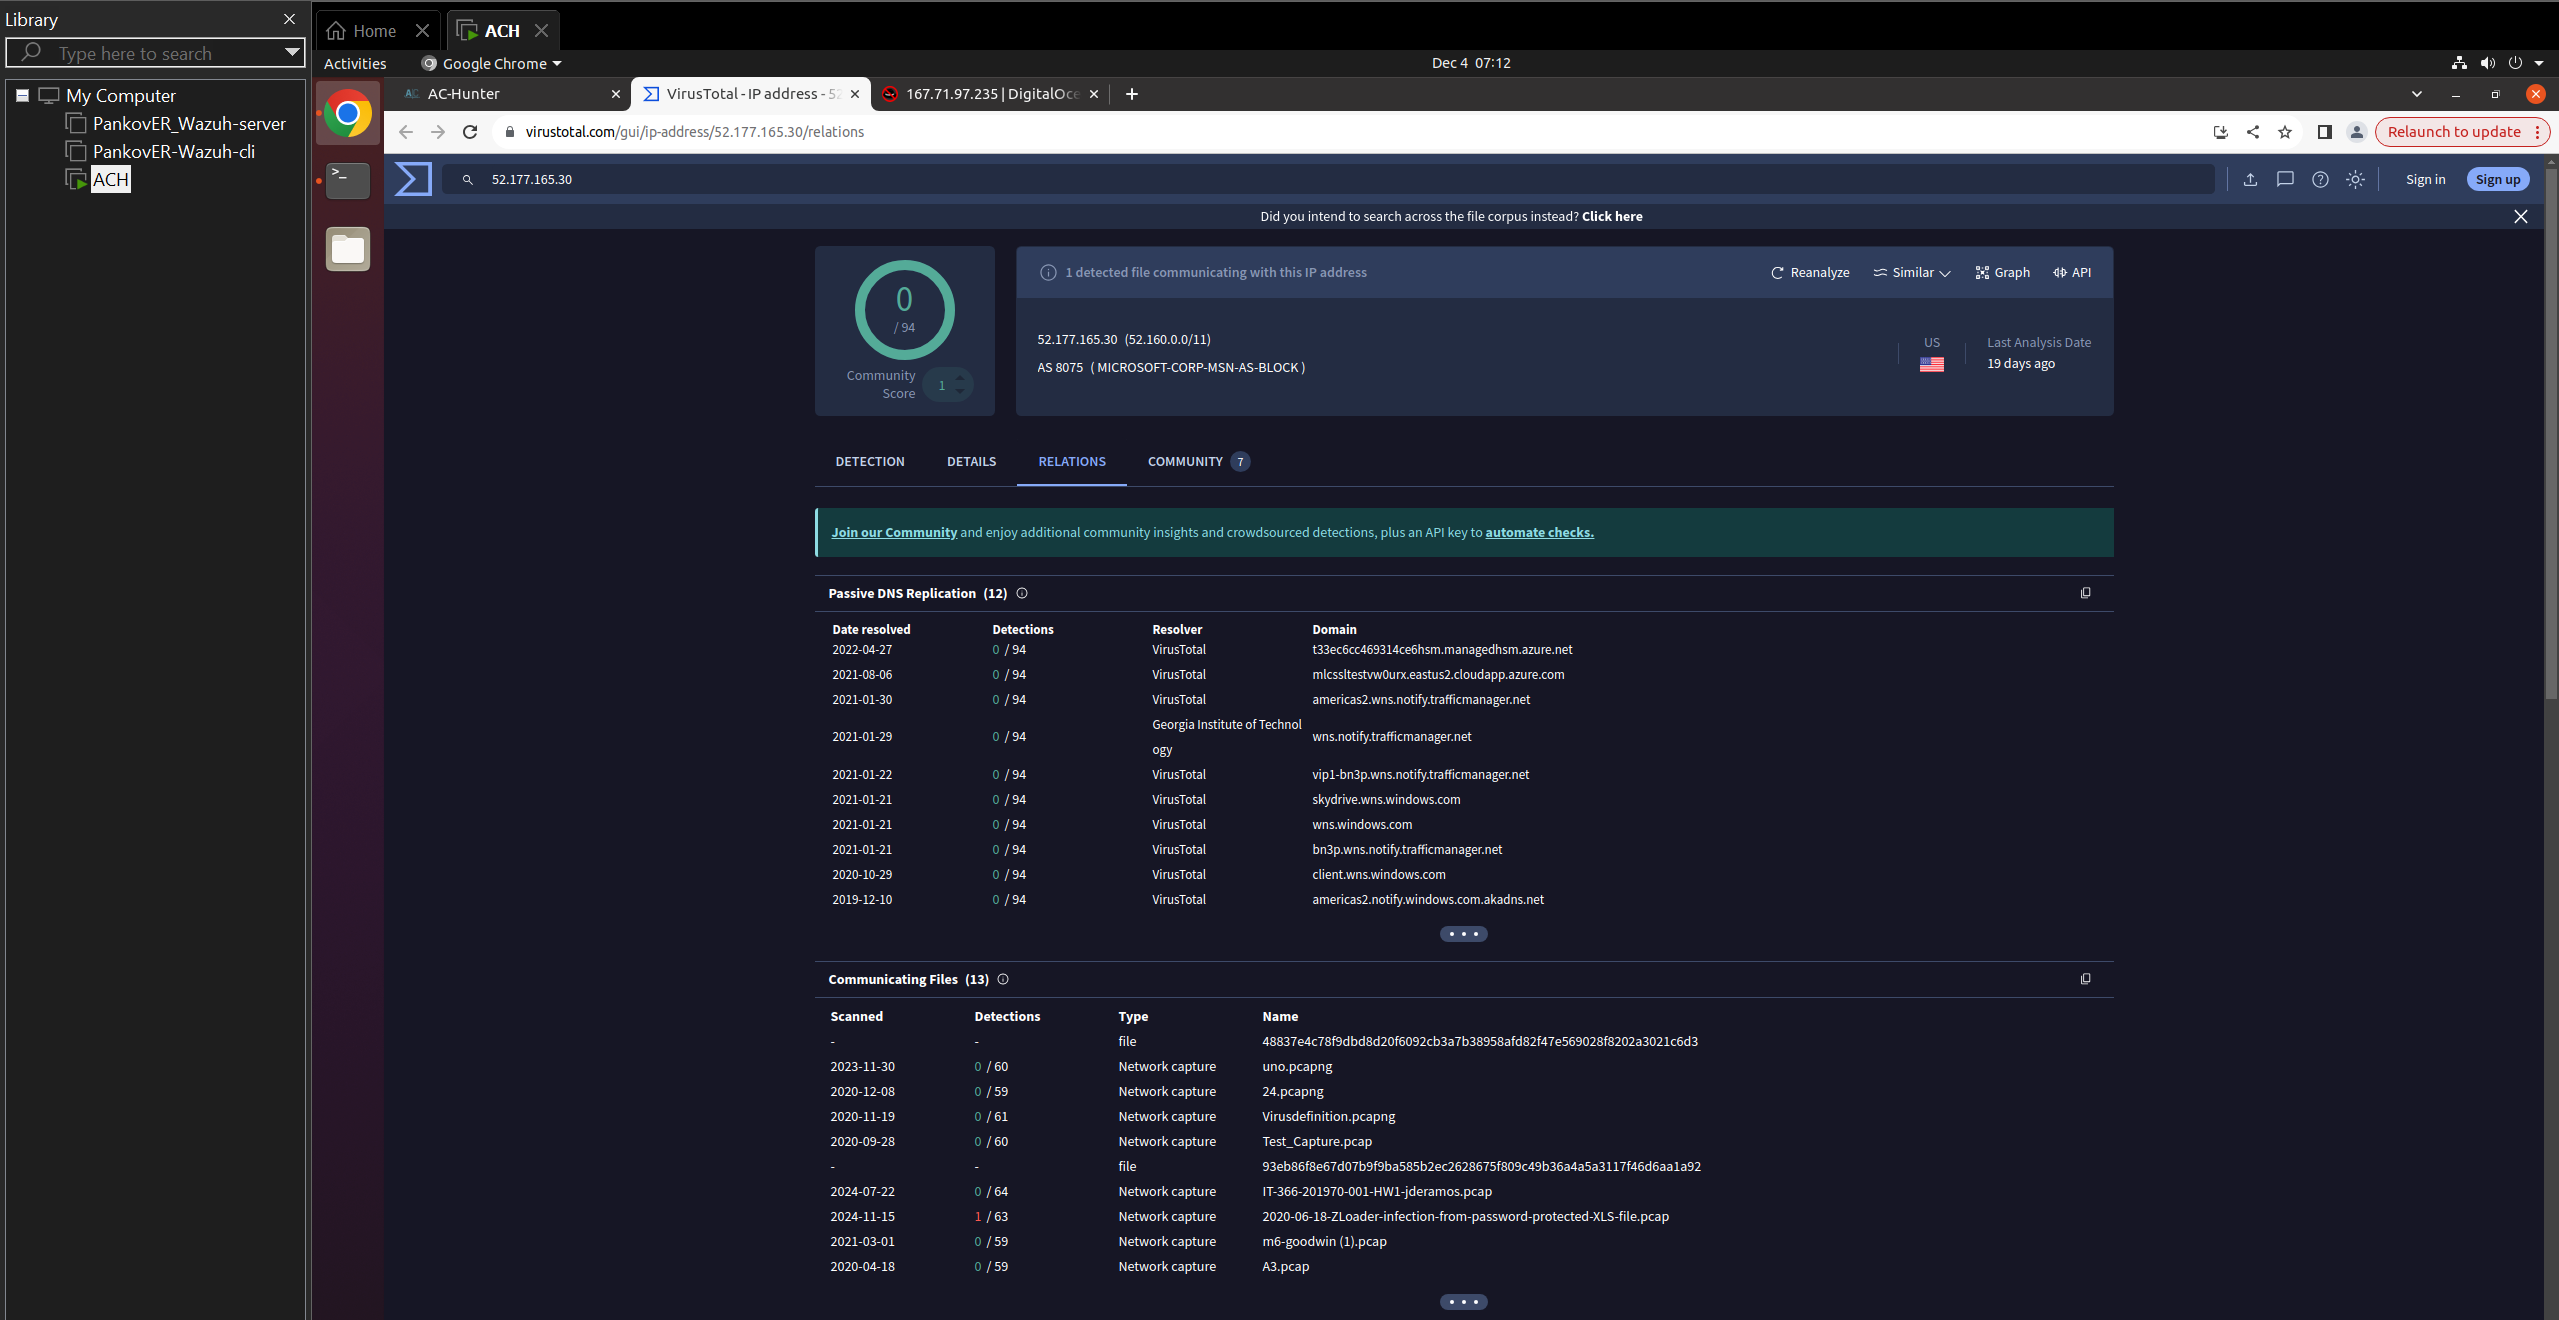 Library
Type here to search
My Computer
PankovER_Wazuh-server
PankovER-Wazuh-cli
ACH
Home
ACH
Activities
Google Chrome
Dec 4 07:12
AC-Hunter
VirusTotal - IP address - 52
167.71.97.235 | DigitalOce
virustotal.com/gui/ip-address/52.177.165.30/relations
Relaunch to update
52.177.165.30
Sign in
Sign up
Did you intend to search across the file corpus instead? Click here
0
/ 94
Community Score
1
1 detected file communicating with this IP address
Reanalyze
Similar
Graph
API
52.177.165.30 (52.160.0.0/11)
AS 8075 ( MICROSOFT-CORP-MSN-AS-BLOCK )
US
Last Analysis Date
19 days ago
DETECTION
DETAILS
RELATIONS
COMMUNITY 7
Join our Community and enjoy additional community insights and crowdsourced detections, plus an API key to automate checks.
Passive DNS Replication (12)
Date resolved Detections Resolver Domain
2022-04-27 0 / 94 VirusTotal t33ec6cc469314ce6hsm.managedhsm.azure.net
2021-08-06 0 / 94 VirusTotal mlcssltestvw0urx.eastus2.cloudapp.azure.com
2021-01-30 0 / 94 VirusTotal americas2.wns.notify.trafficmanager.net
2021-01-29 0 / 94 Georgia Institute of Technology wns.notify.trafficmanager.net
2021-01-22 0 / 94 VirusTotal vip1-bn3p.wns.notify.trafficmanager.net
2021-01-21 0 / 94 VirusTotal skydrive.wns.windows.com
2021-01-21 0 / 94 VirusTotal wns.windows.com
2021-01-21 0 / 94 VirusTotal bn3p.wns.notify.trafficmanager.net
2020-10-29 0 / 94 VirusTotal client.wns.windows.com
2019-12-10 0 / 94 VirusTotal americas2.notify.windows.com.akadns.net
Communicating Files (13)
Scanned Detections Type Name
- - file 48837e4c78f9dbd8d20f6092cb3a7b38958afd82f47e569028f8202a3021c6d3
2023-11-30 0 / 60 Network capture uno.pcapng
2020-12-08 0 / 59 Network capture 24.pcapng
2020-11-19 0 / 61 Network capture Virusdefinition.pcapng
2020-09-28 0 / 60 Network capture Test_Capture.pcap
- - file 93eb86f8e67d07b9f9ba585b2ec2628675f809c49b36a4a5a3117f46d6aa1a92
2024-07-22 0 / 64 Network capture IT-366-201970-001-HW1-jderamos.pcap
2024-11-15 1 / 63 Network capture 2020-06-18-ZLoader-infection-from-password-protected-XLS-file.pcap
2021-03-01 0 / 59 Network capture m6-goodwin (1).pcap
2020-04-18 0 / 59 Network capture A3.pcap